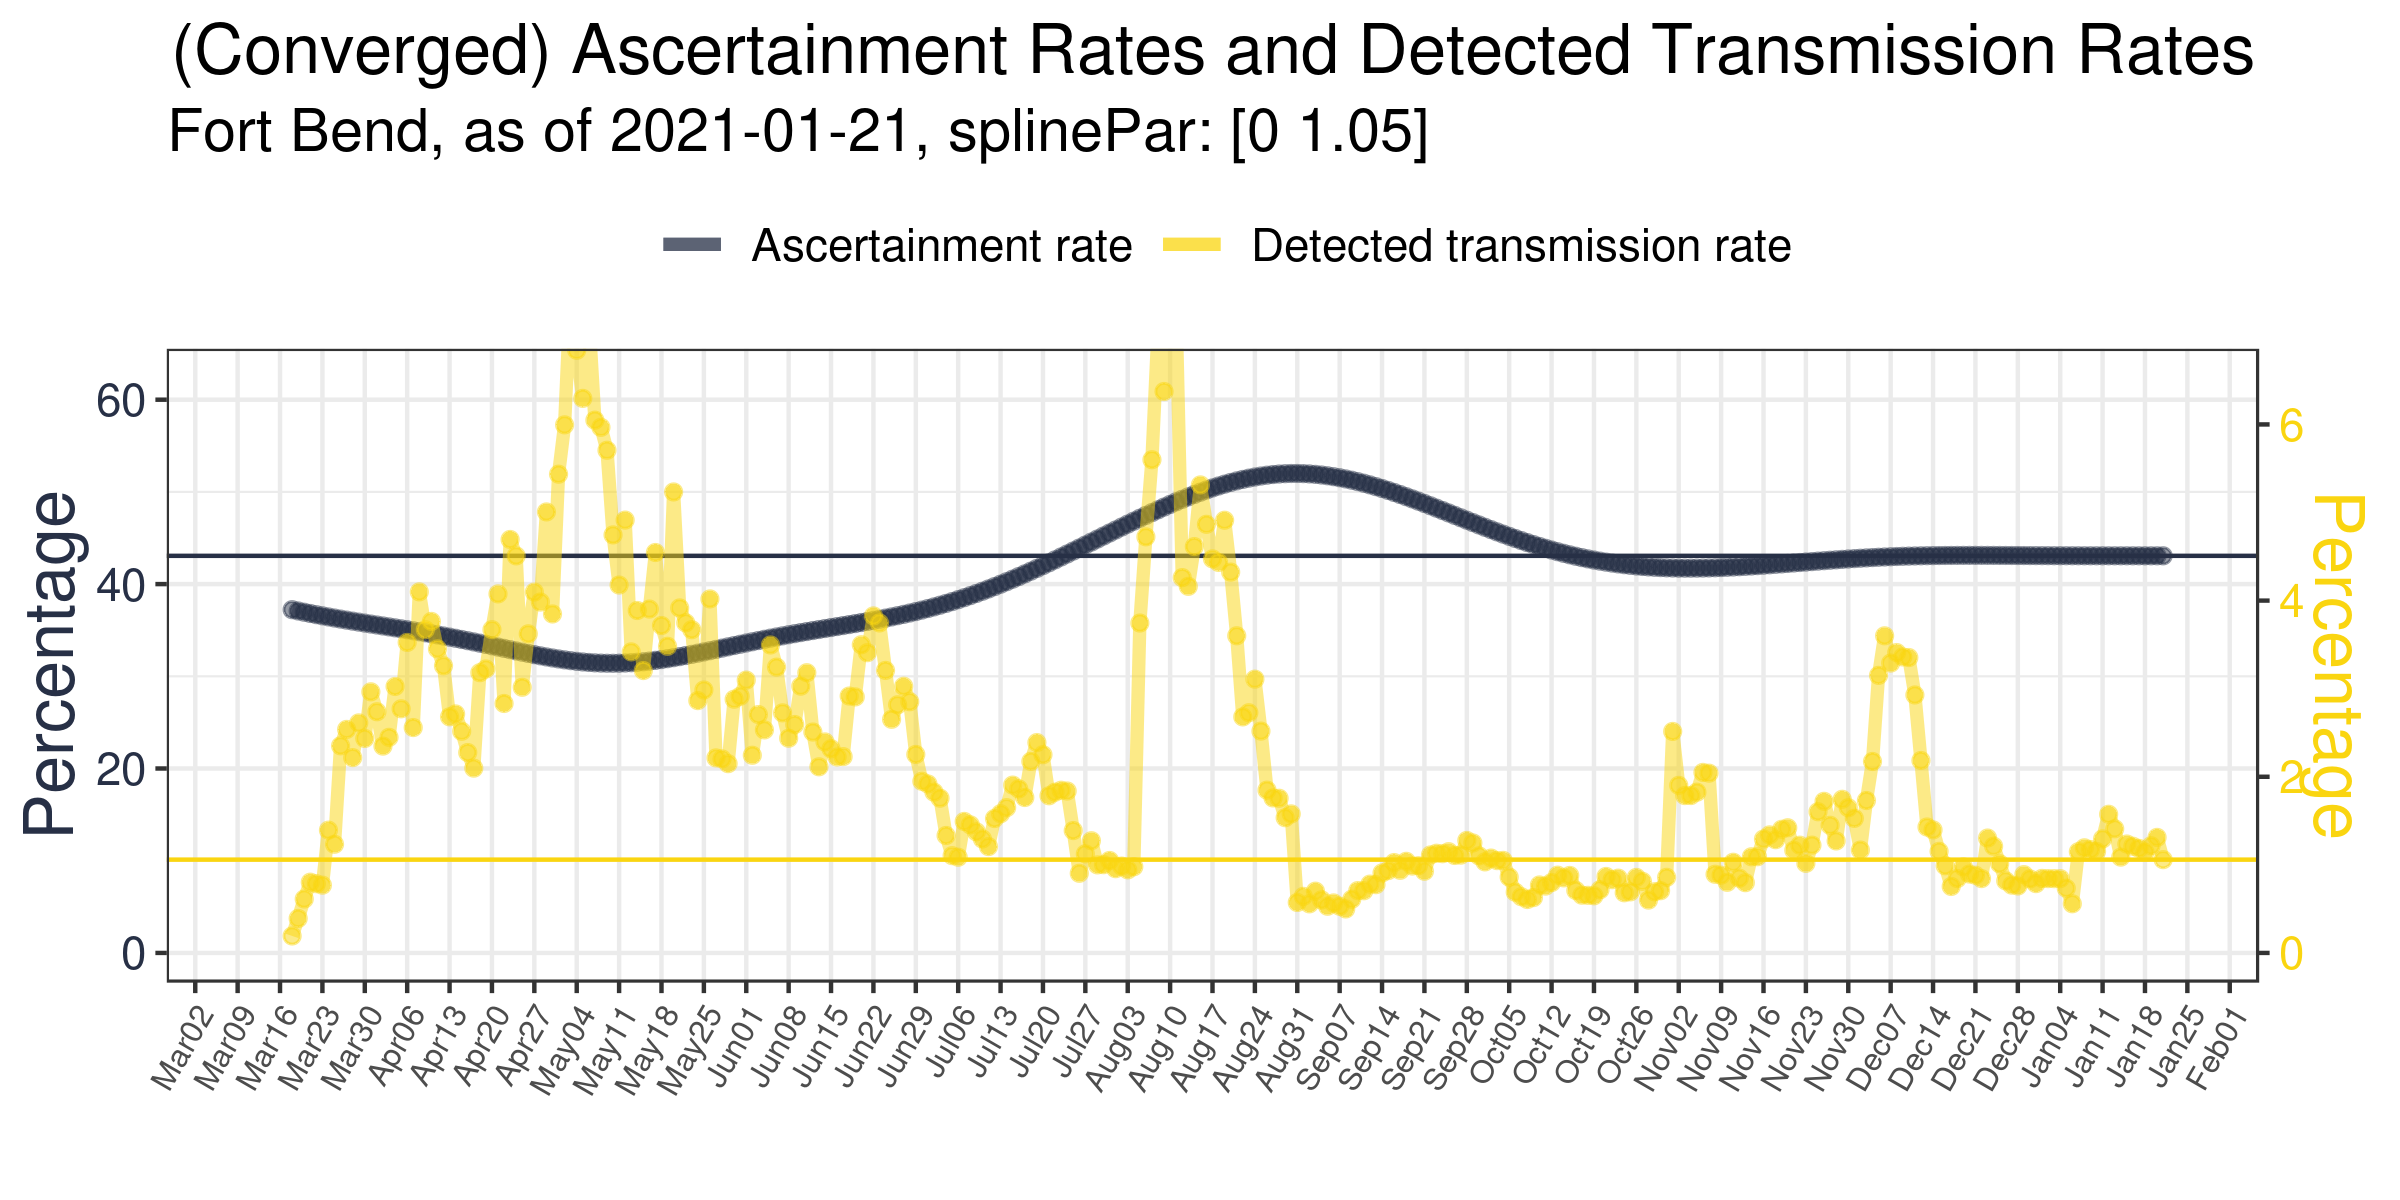 (Converged) Ascertainment Rates and Detected Transmission Rates
Fort Bend, as of 2021-01-21, splinePar: [0 1.05]
Ascertainment rate
Detected transmission rate
Percentage
60
40
20
0
6
4
2
0
Percentage
Mar02
Mar09
Mar16
Mar23
Mar30
Apr06
Apr13
Apr20
Apr27
May04
May11
May18
May25
Jun01
Jun08
Jun15
Jun22
Jun29
Jul06
Jul13
Jul20
Jul27
Aug03
Aug10
Aug17
Aug24
Aug31
Sep07
Sep14
Sep21
Sep28
Oct05
Oct12
Oct19
Oct26
Nov02
Nov09
Nov16
Nov23
Nov30
Dec07
Dec14
Dec21
Dec28
Jan04
Jan11
Jan18
Jan25
Feb01